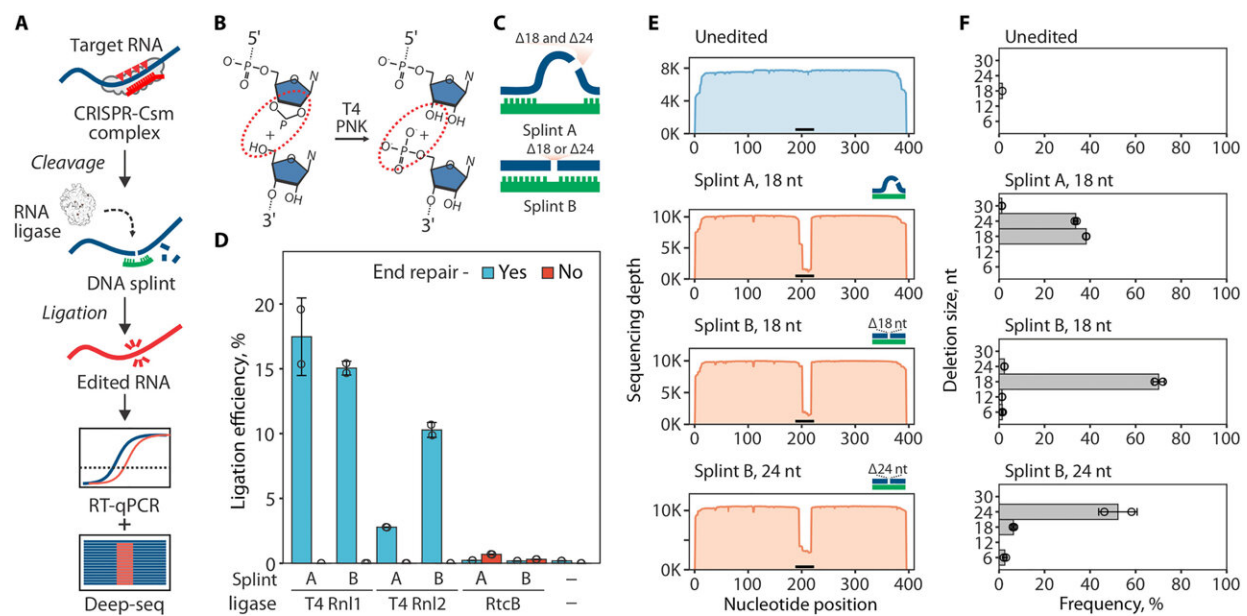 A
Target RNA
CRISPR-Csm
complex
Cleavage
RNA
ligase
DNA splint
Ligation
Edited RNA
RT-qPCR
+
Deep-seq
B
5'
O⁻
P
O
O
O
N
O
O
P
+
HO
O
N
O
OH
3'
T4
PNK
5'
O⁻
P
O
O
O
N
OH OH
O⁻
+
O⁻
P
O
O
O
N
O
OH
3'
C
Δ18 and Δ24
Splint A
Δ18 or Δ24
Splint B
D
End repair - Yes No
Ligation efficiency, %
20
15
10
5
0
Splint A B A B A B –
ligase T4 Rnl1 T4 Rnl2 RtcB –
E
Sequencing depth
Unedited
8K
4K
0K
0 100 200 300 400
Splint A, 18 nt
10K
5K
0K
0 100 200 300 400
Splint B, 18 nt
Δ18 nt
10K
5K
0K
0 100 200 300 400
Splint B, 24 nt
Δ24 nt
10K
5K
0K
0 100 200 300 400
Nucleotide position
F
Deletion size, nt
Unedited
30
24
18
12
6
0 20 40 60 80 100
Splint A, 18 nt
30
24
18
12
6
0 20 40 60 80 100
Splint B, 18 nt
30
24
18
12
6
0 20 40 60 80 100
Splint B, 24 nt
30
24
18
12
6
0 20 40 60 80 100
Frequency, %